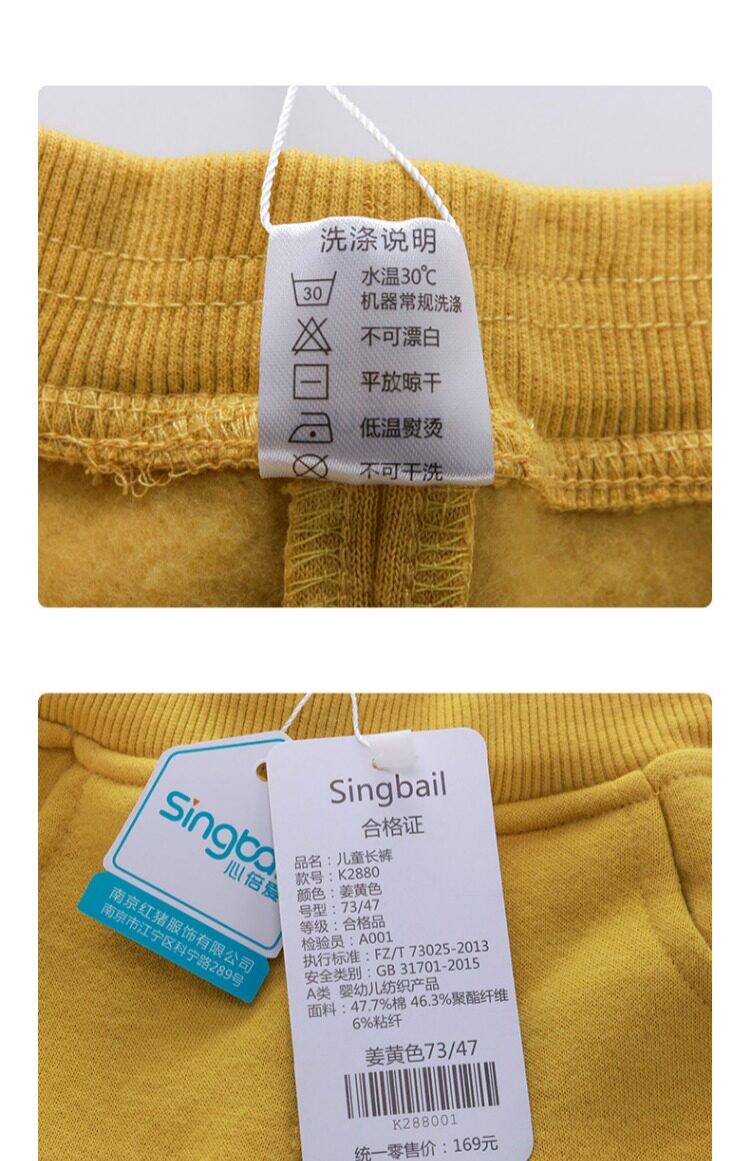 洗涤说明
30
水温30℃
机器常规洗涤
不可漂白
平放晾干
低温熨烫
不可干洗
Singbail
心倍爱
南京红猪服饰有限公司
南京市江宁区科宁路289号
Singbail
合格证
品名：儿童长裤
款号：K2880
颜色：姜黄色
号型：73/47
等级：合格品
检验员：A001
执行标准：FZ/T 73025-2013
安全类别：GB 31701-2015
A类 婴幼儿纺织产品
面料：47.7%棉 46.3%聚酯纤维
6%粘纤
姜黄色73/47
K288001
统一零售价：169元